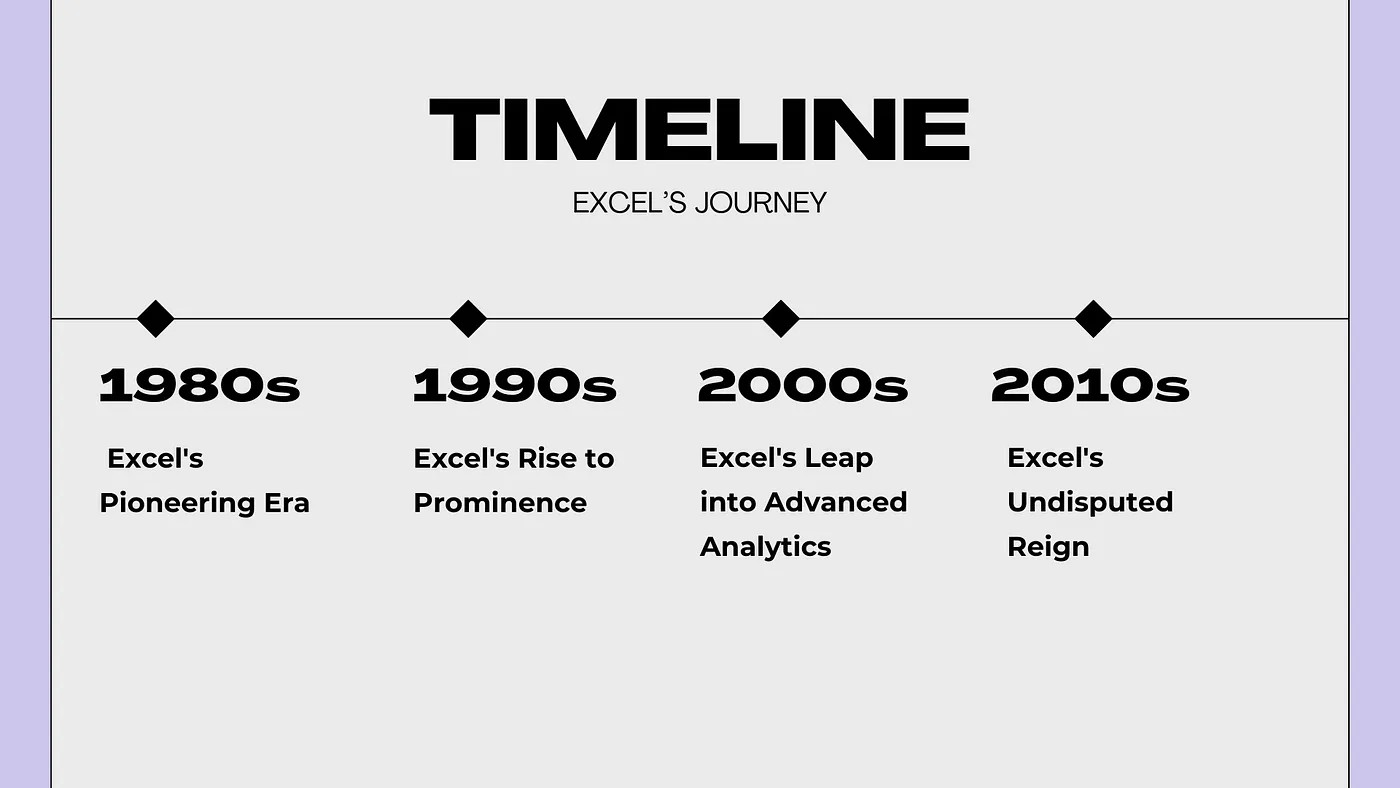 TIMELINE
EXCEL’S JOURNEY
1980s
Excel's
Pioneering Era
1990s
Excel's Rise to
Prominence
2000s
Excel's Leap
into Advanced
Analytics
2010s
Excel's
Undisputed
Reign